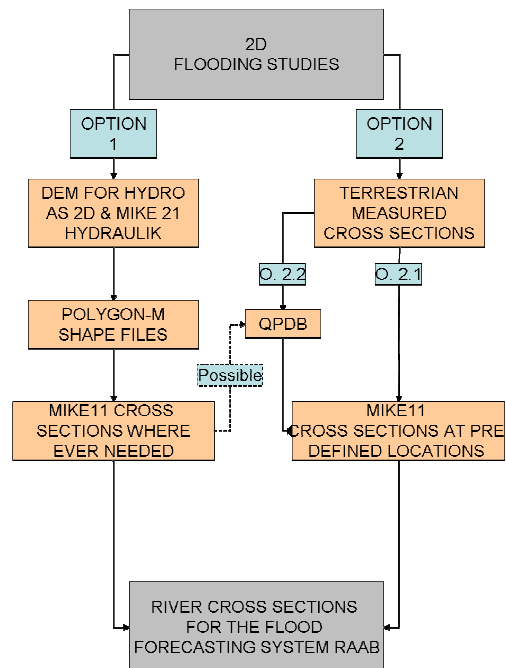 2D
FLOODING STUDIES
OPTION
1
OPTION
2
DEM FOR HYDRO
AS 2D & MIKE 21
HYDRAULIK
TERRESTRIAN
MEASURED
CROSS SECTIONS
O. 2.2
O. 2.1
POLYGON-M
SHAPE FILES
QPDB
Possible
MIKE11 CROSS
SECTIONS WHERE
EVER NEEDED
MIKE11
CROSS SECTIONS AT PRE
DEFINED LOCATIONS
RIVER CROSS SECTIONS
FOR THE FLOOD
FORECASTING SYSTEM RAAB